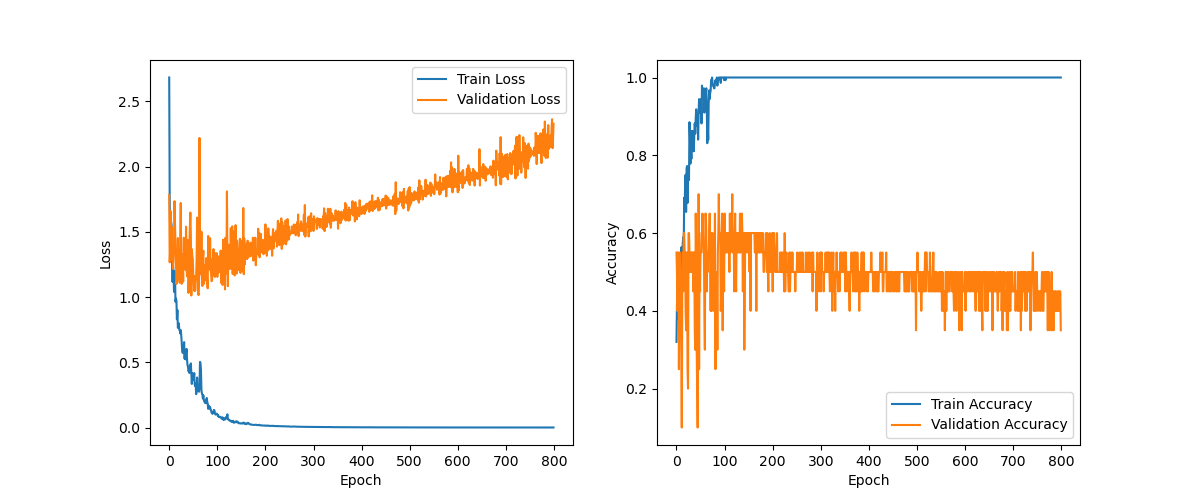 Train Loss
Validation Loss
2.5
2.0
1.5
1.0
0.5
0.0
Loss
0 100 200 300 400 500 600 700 800
Epoch
1.0
0.8
0.6
0.4
0.2
Accuracy
Train Accuracy
Validation Accuracy
0 100 200 300 400 500 600 700 800
Epoch